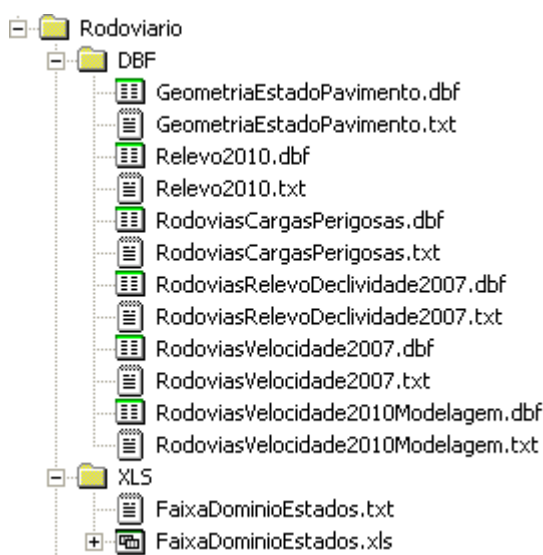 Rodoviario
DBF
GeometriaEstadoPavimento.dbf
GeometriaEstadoPavimento.txt
Relevo2010.dbf
Relevo2010.txt
RodoviasCargasPerigosas.dbf
RodoviasCargasPerigosas.txt
RodoviasRelevoDeclividade2007.dbf
RodoviasRelevoDeclividade2007.txt
RodoviasVelocidade2007.dbf
RodoviasVelocidade2007.txt
RodoviasVelocidade2010Modelagem.dbf
RodoviasVelocidade2010Modelagem.txt
XLS
FaixaDominioEstados.txt
FaixaDominioEstados.xls